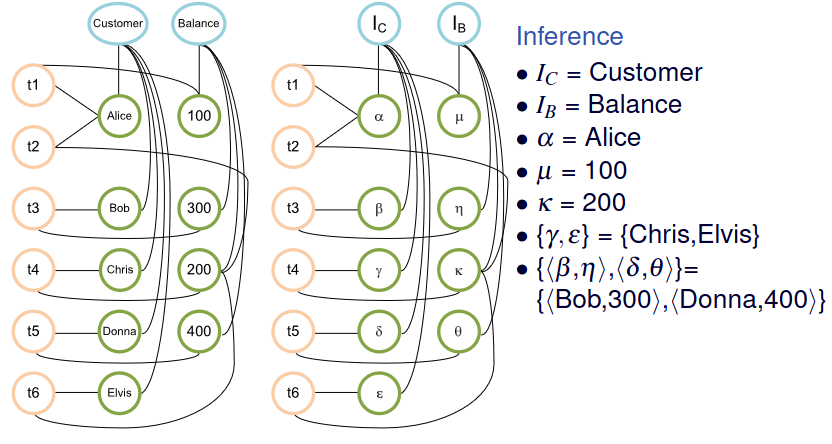 Customer Balance
t1
Alice 100
t2
t3 Bob 300
t4 Chris 200
t5 Donna 400
t6 Elvis
I_C I_B
t1
α μ
t2
t3 β η
t4 γ κ
t5 δ θ
t6 ε
Inference
• I_C = Customer
• I_B = Balance
• α = Alice
• μ = 100
• κ = 200
• {γ,ε} = {Chris,Elvis}
• {⟨β,η⟩,⟨δ,θ⟩}=
{⟨Bob,300⟩,⟨Donna,400⟩}